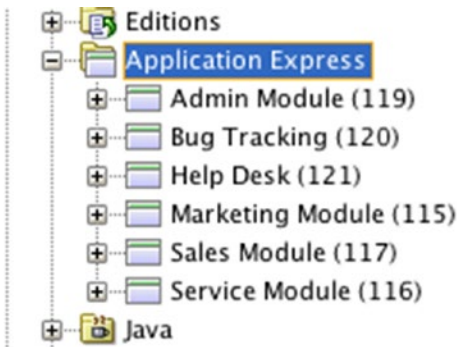 Editions
Application Express
Admin Module (119)
Bug Tracking (120)
Help Desk (121)
Marketing Module (115)
Sales Module (117)
Service Module (116)
Java